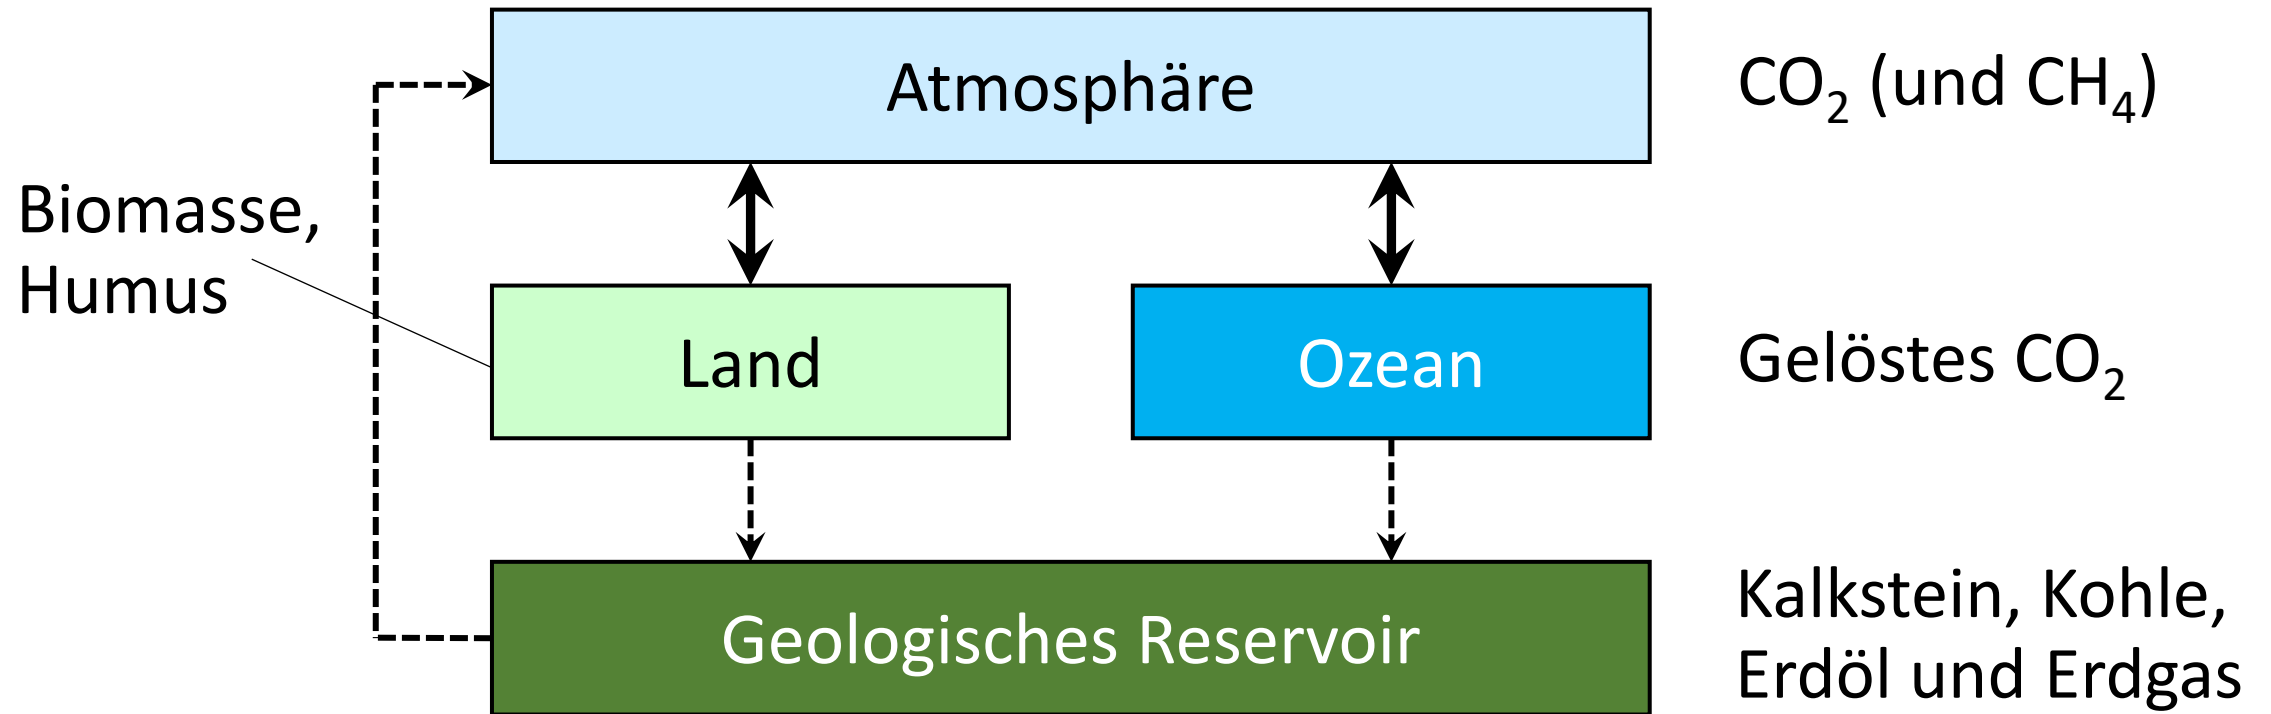 Atmosphäre
CO₂ (und CH₄)
Biomasse,
Humus
Land
Ozean
Gelöstes CO₂
Geologisches Reservoir
Kalkstein, Kohle,
Erdöl und Erdgas